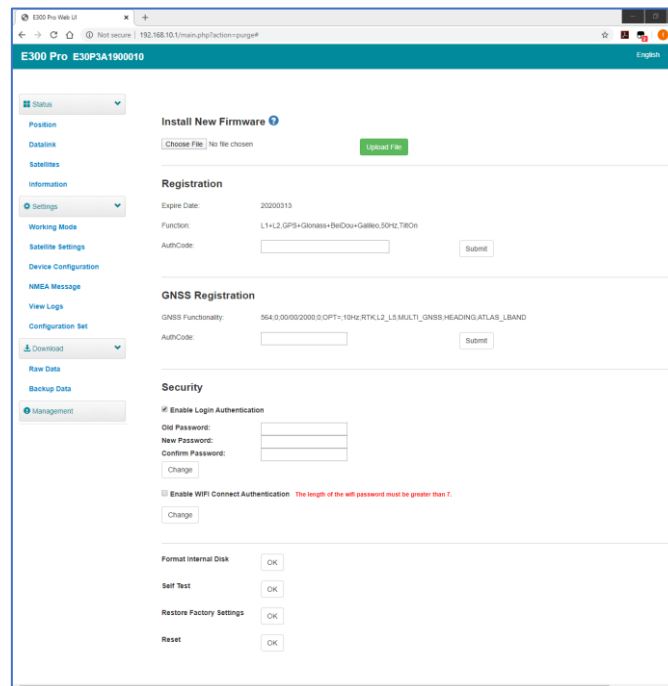 E300 Pro Web UI
Not secure | 192.168.10.1/main.php?action=purge#
E300 Pro E30P3A1900010
English
Status
Position
Datalink
Satellites
Information
Settings
Working Mode
Satellite Settings
Device Configuration
NMEA Message
View Logs
Configuration Set
Download
Raw Data
Backup Data
Management
Install New Firmware
Choose File No file chosen
Upload File
Registration
Expire Date: 20200313
Function: L1+L2,GPS+Glonass+BeiDou+Galileo,50Hz,TiltOn
AuthCode: Submit
GNSS Registration
GNSS Functionality: 564;0;00/00/2000;0;OPT=;10Hz;RTK;L2_L5;MULTI_GNSS;HEADING;ATLAS_LBAND
AuthCode: Submit
Security
Enable Login Authentication
Old Password:
New Password:
Confirm Password:
Change
Enable WIFI Connect Authentication The length of the wifi password must be greater than 7.
Change
Format Internal Disk OK
Self Test OK
Restore Factory Settings OK
Reset OK